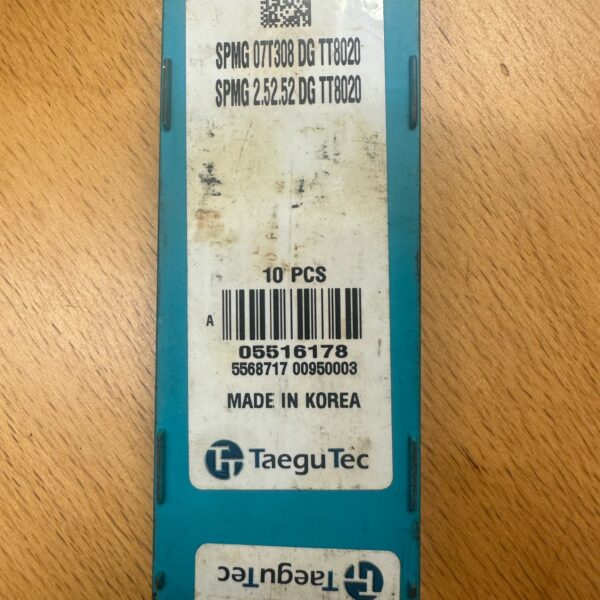 SPMG 07T308 DG TT8020
SPMG 2.52.52 DG TT8020
10 PCS
A
05516178
5568717 00950003
MADE IN KOREA
TaeguTec
TaeguTec